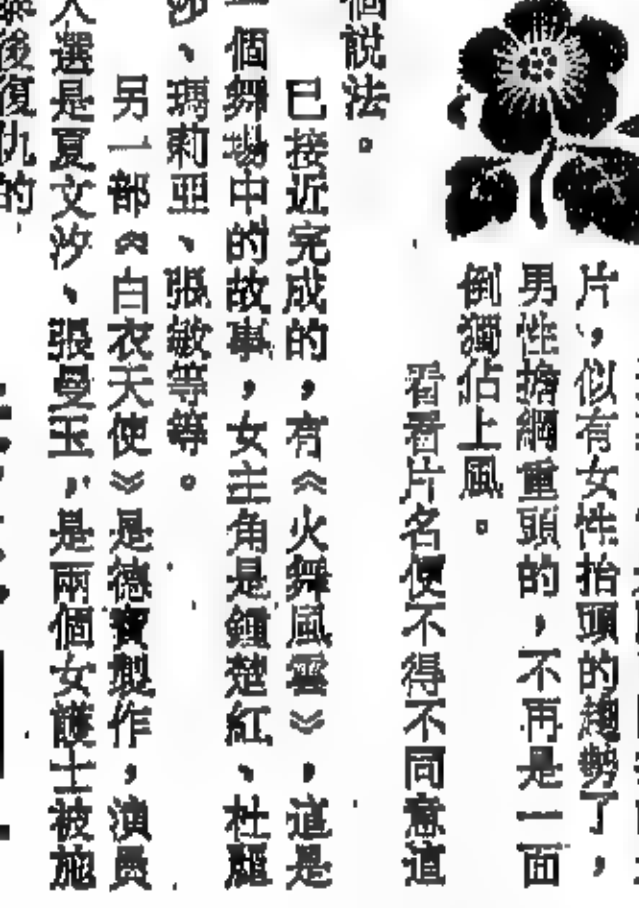 片，似有女性抬頭的趨勢了，
男性擔綱重頭的，不再是一面
倒獨佔上風。
看看片名便不得不同意這
個說法。
已接近完成的，有《火舞風雲》，這是
一個舞場中的故事，女主角是鍾楚紅、杜麗
莎、瑪莉亞、張敏等等。
另一部《白衣天使》是德寶製作，演員
人選是夏文汐、張曼玉，是兩個女護士被施
暴後復仇的